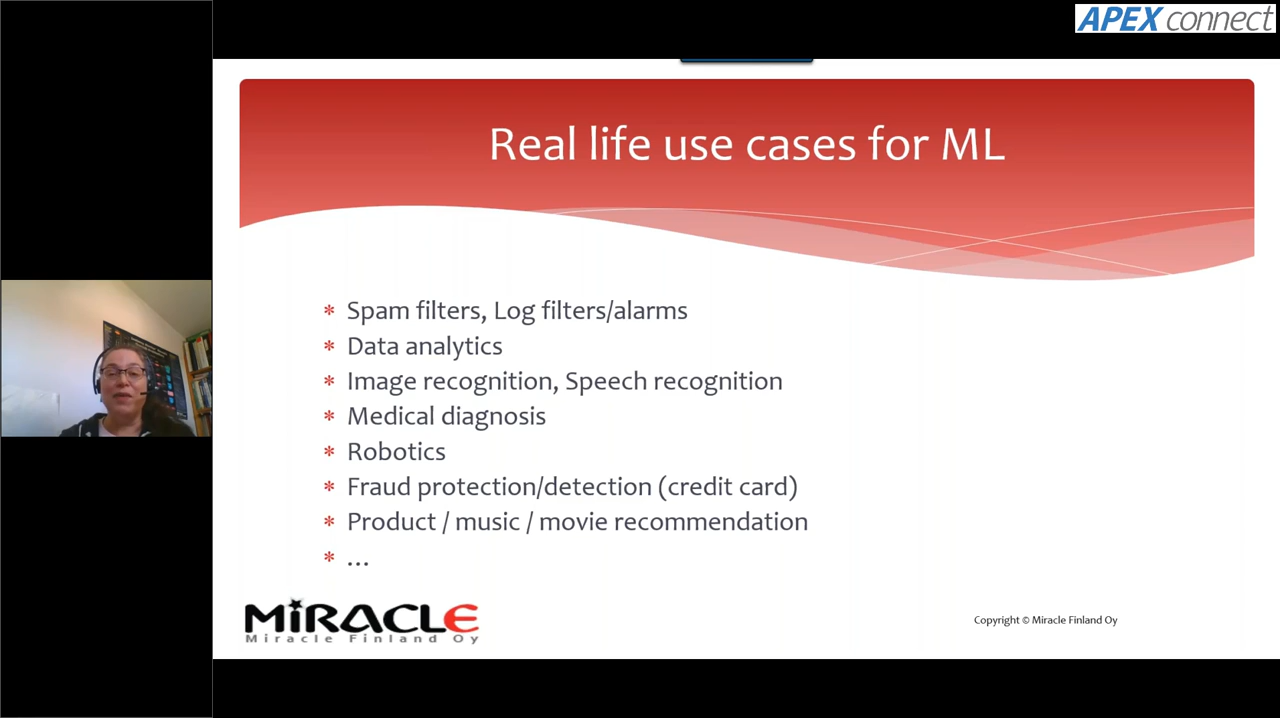 APEX connect
Real life use cases for ML
* Spam filters, Log filters/alarms
* Data analytics
* Image recognition, Speech recognition
* Medical diagnosis
* Robotics
* Fraud protection/detection (credit card)
* Product / music / movie recommendation
* ...
MIRACLE
Miracle Finland Oy
Copyright © Miracle Finland Oy